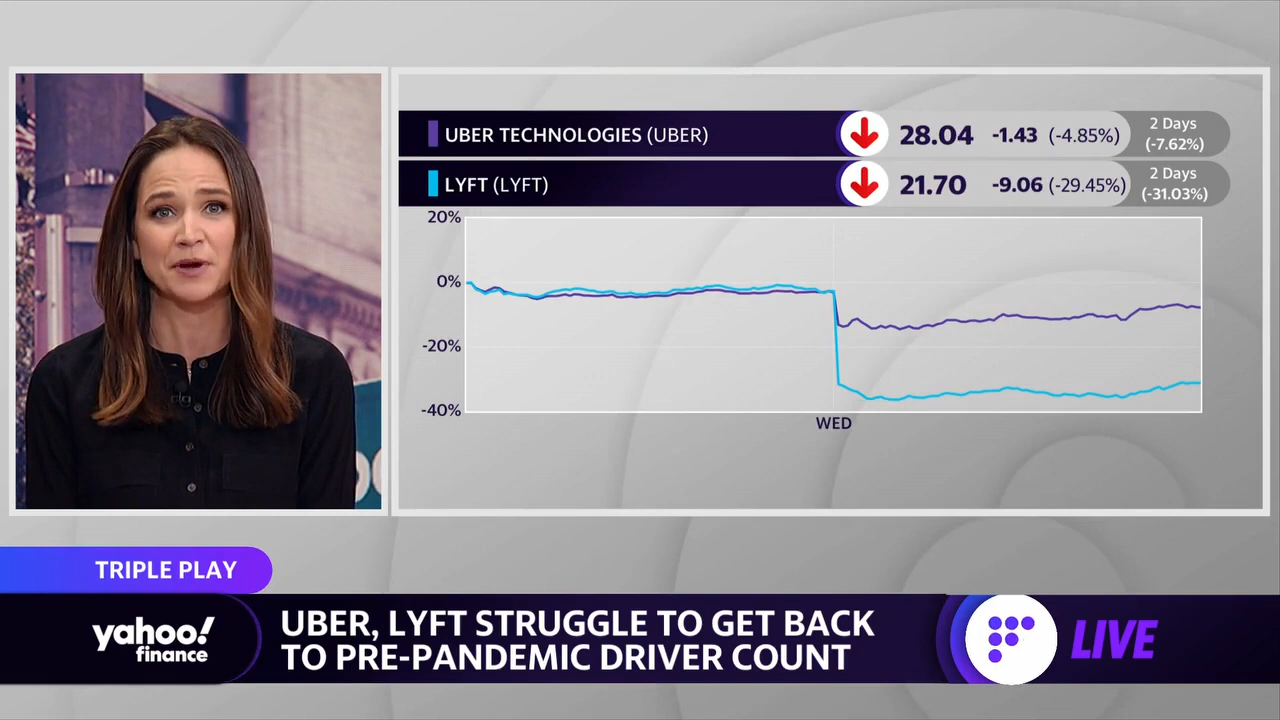 UBER TECHNOLOGIES (UBER) 28.04 -1.43 (-4.85%) 2 Days (-7.62%)
LYFT (LYFT) 21.70 -9.06 (-29.45%) 2 Days (-31.03%)
20%
0%
-20%
-40%
WED
TRIPLE PLAY
yahoo!
finance
UBER, LYFT STRUGGLE TO GET BACK
TO PRE-PANDEMIC DRIVER COUNT
LIVE